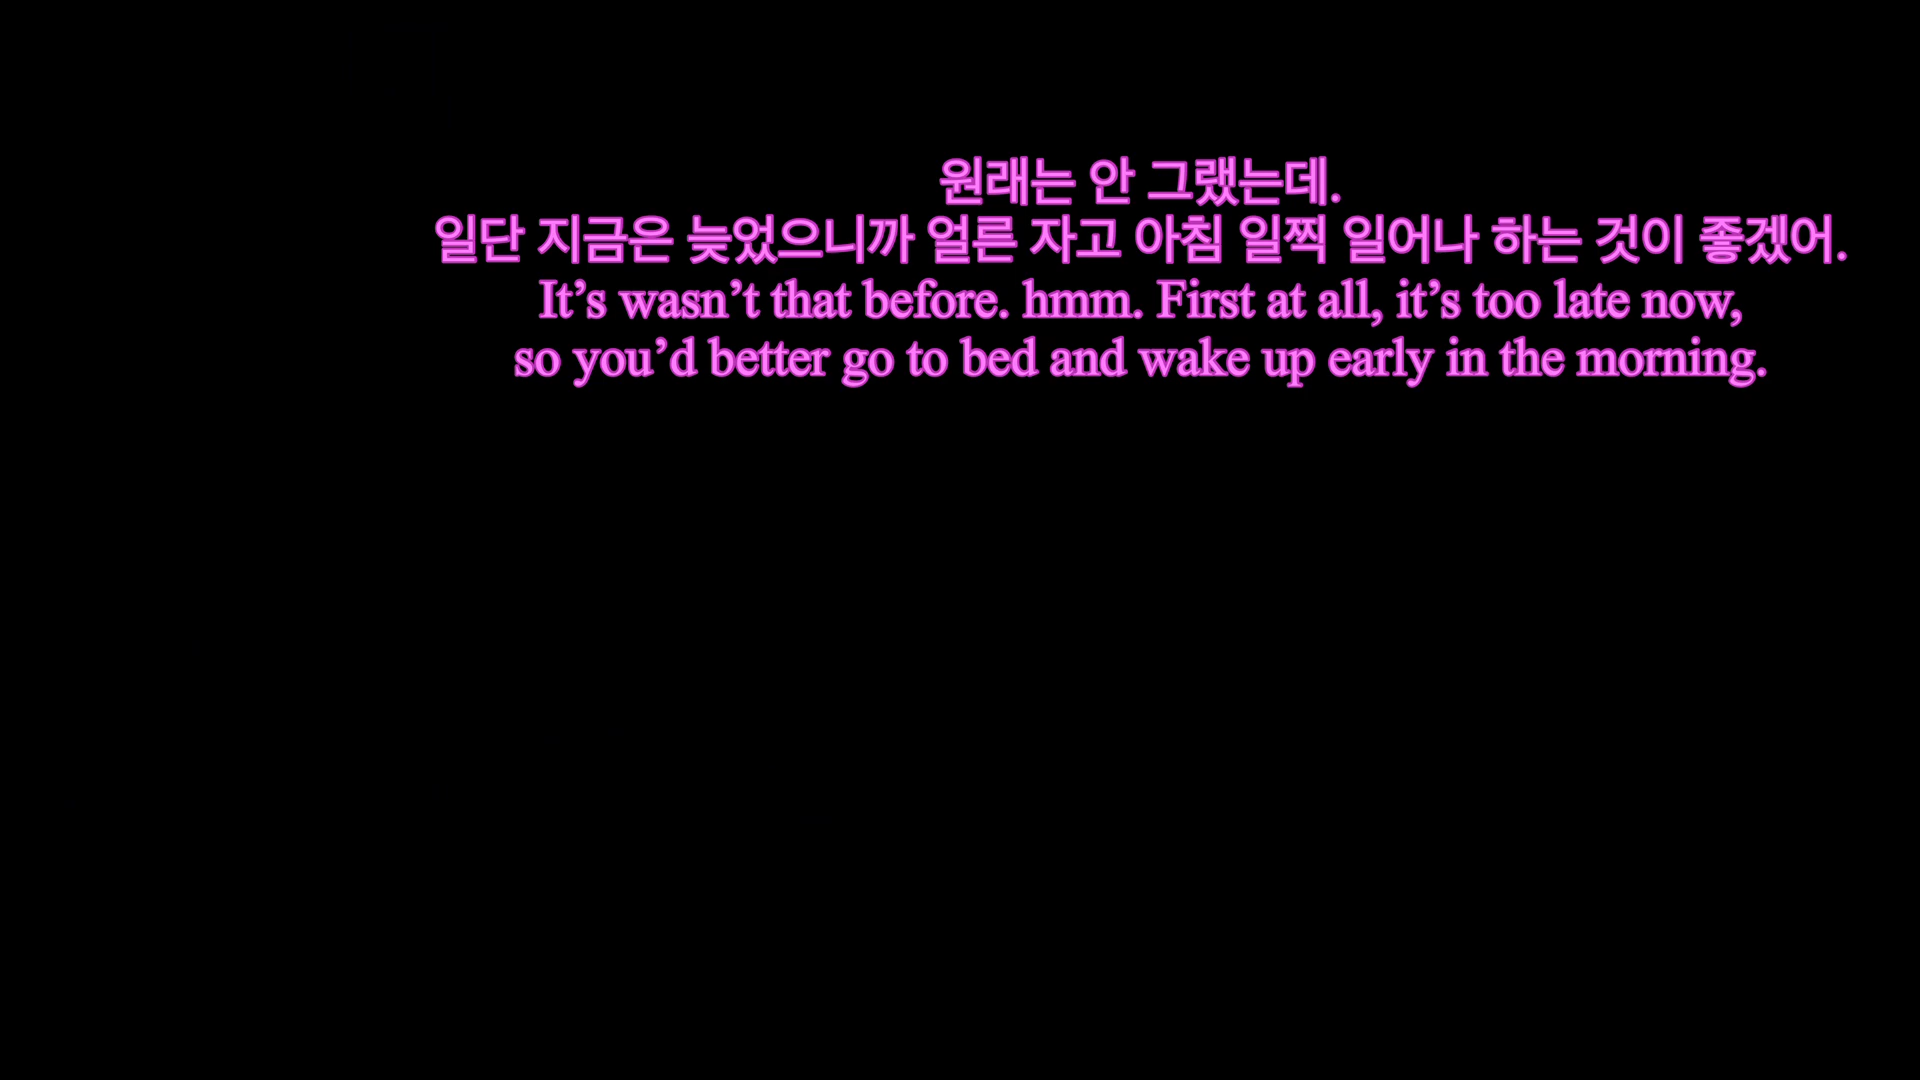 원래는 안 그랬는데.
일단 지금은 늦었으니까 얼른 자고 아침 일찍 일어나 하는 것이 좋겠어.
It’s wasn’t that before. hmm. First at all, it’s too late now,
so you’d better go to bed and wake up early in the morning.